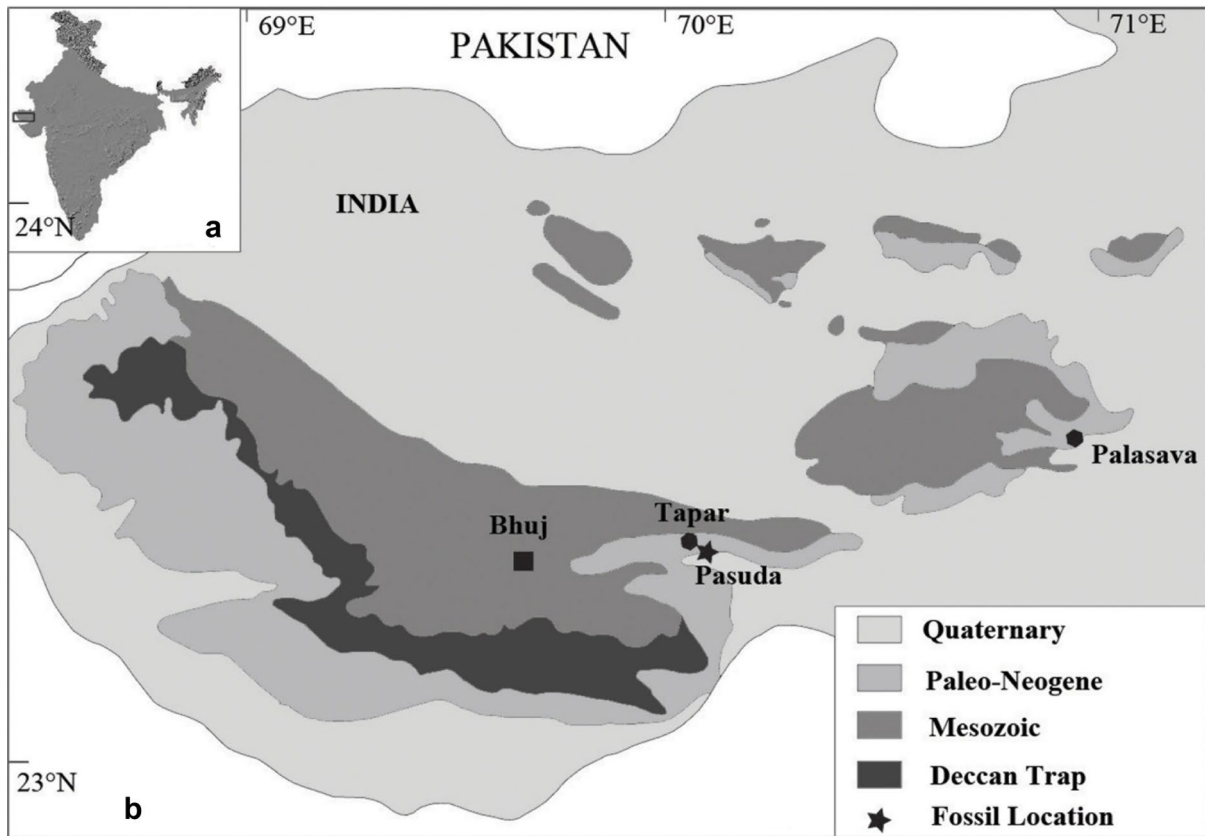 69°E
70°E
71°E
PAKISTAN
INDIA
24°N
a
Palasava
Bhuj
Tapar
Pasuda
23°N
b
Quaternary
Paleo-Neogene
Mesozoic
Deccan Trap
Fossil Location